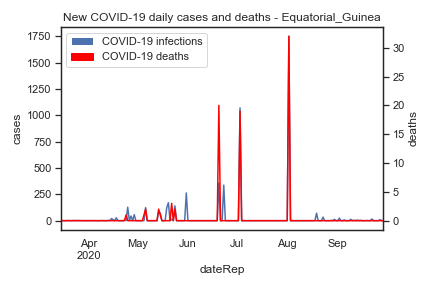 New COVID-19 daily cases and deaths - Equatorial_Guinea
COVID-19 infections
COVID-19 deaths
1750
1500
1250
1000
750
500
250
0
cases
30
25
20
15
10
5
0
deaths
Apr
2020
May
Jun
Jul
Aug
Sep
dateRep